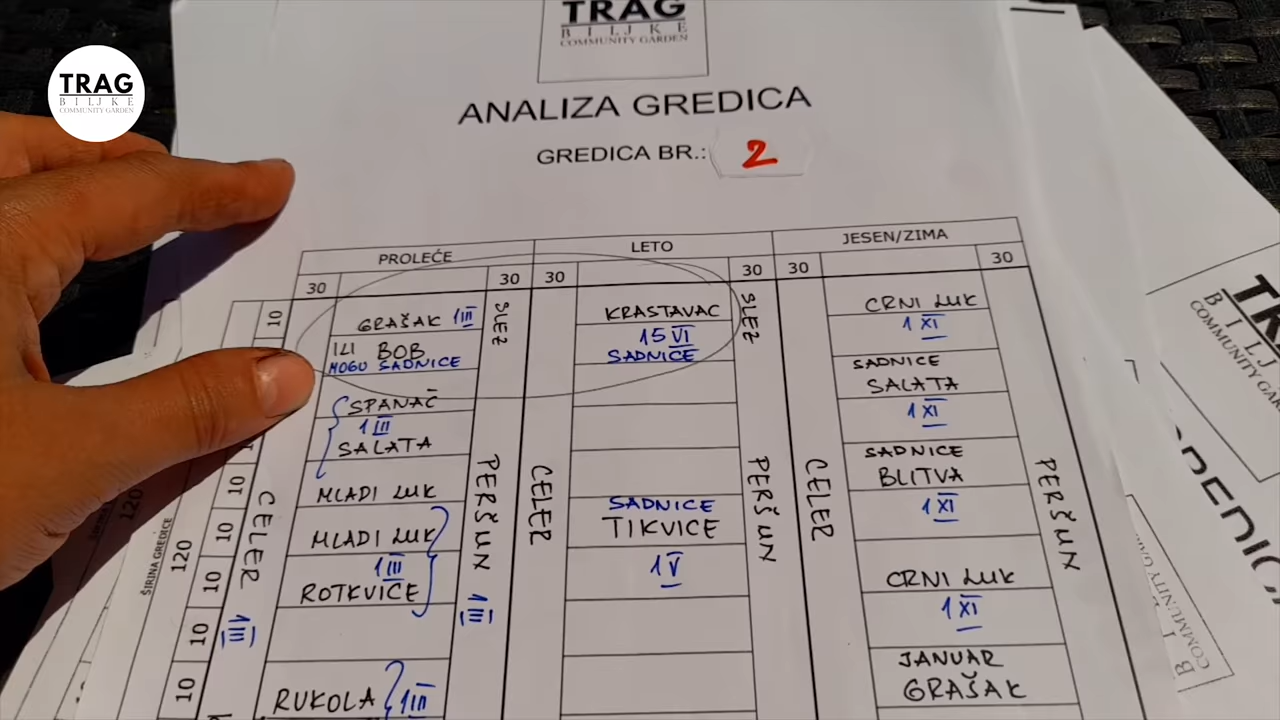 TRAG
BILJKE
COMMUNITY GARDEN
TRAG
BILJKE
COMMUNITY GARDEN
ANALIZA GREDICA
GREDICA BR.: 2
PROLEĆE
LETO
JESEN/ZIMA
30
30
30
30
30
30
10
GRAŠAK 1 III
ILI BOB
MOGU SADNICE
SPANAĆ
1 III
SALATA
MLADI LUK
MLADI LUK
1 III
ROTKVICE
RUKOLA 1 III
SLEZ
PERŠUN 1 III
CELER 1 III
ŠIRINA GREDICE
120
10
10
10
10
10
CELER
KRASTAVAC
15 VI
SADNICE
SADNICE
TIKVICE
1 V
SLEZ
PERŠUN
CELER
CRNI LUK
1 XI
SADNICE
SALATA
1 XI
SADNICE
BLITVA
1 XI
CRNI LUK
1 XI
JANUAR
GRAŠAK
PERŠUN
120
BILJ
COMMUNITY GA